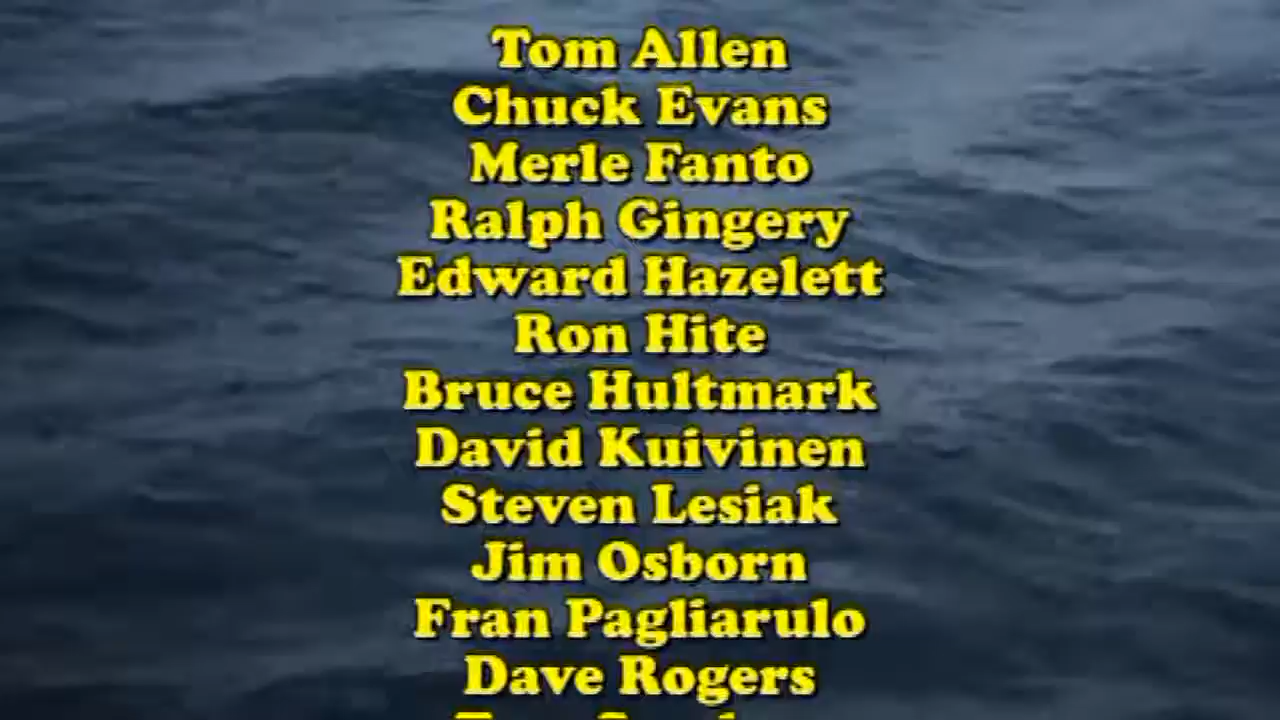 Tom Allen
Chuck Evans
Merle Fanto
Ralph Gingery
Edward Hazelett
Ron Hite
Bruce Hultmark
David Kuivinen
Steven Lesiak
Jim Osborn
Fran Pagliarulo
Dave Rogers